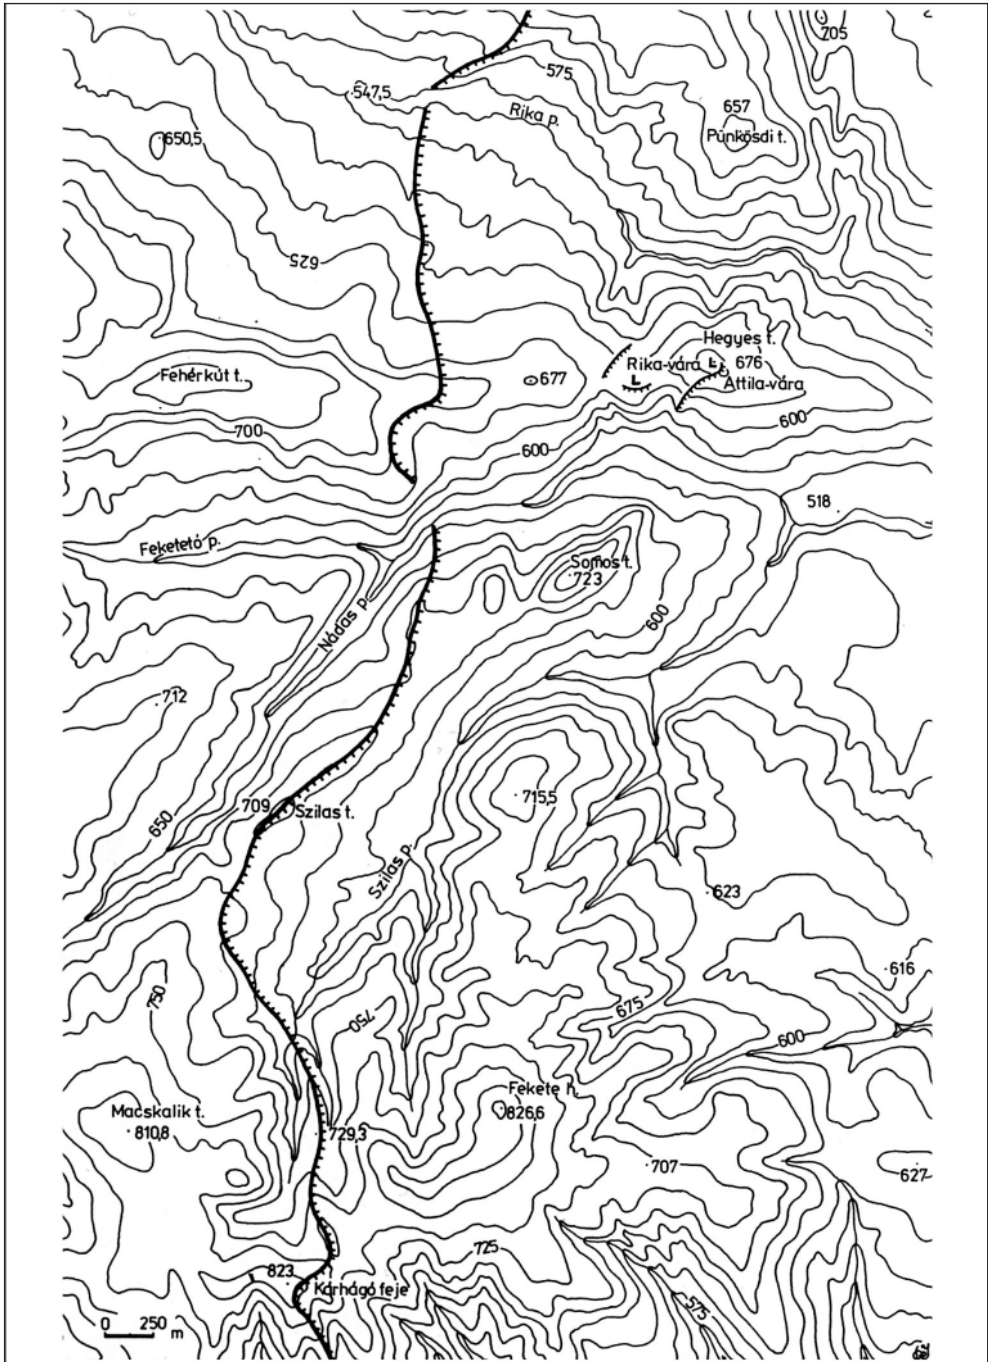 705
575
547,5
657
Rika p.
Pünkösdi t.
650,5
625
Hegyes t.
Rika-vára
676
Fehérkút t.
677
Attila-vára
600
700
600
518
Feketetó p.
Somos t.
723
Nádas p.
600
712
715,5
709
Szilas t.
650
Szilas p.
623
616
750
675
750
600
Fekete h.
826,6
Macskalik t.
810,8
729,3
707
627
725
823
Kárhágó feje
575
0 250 m